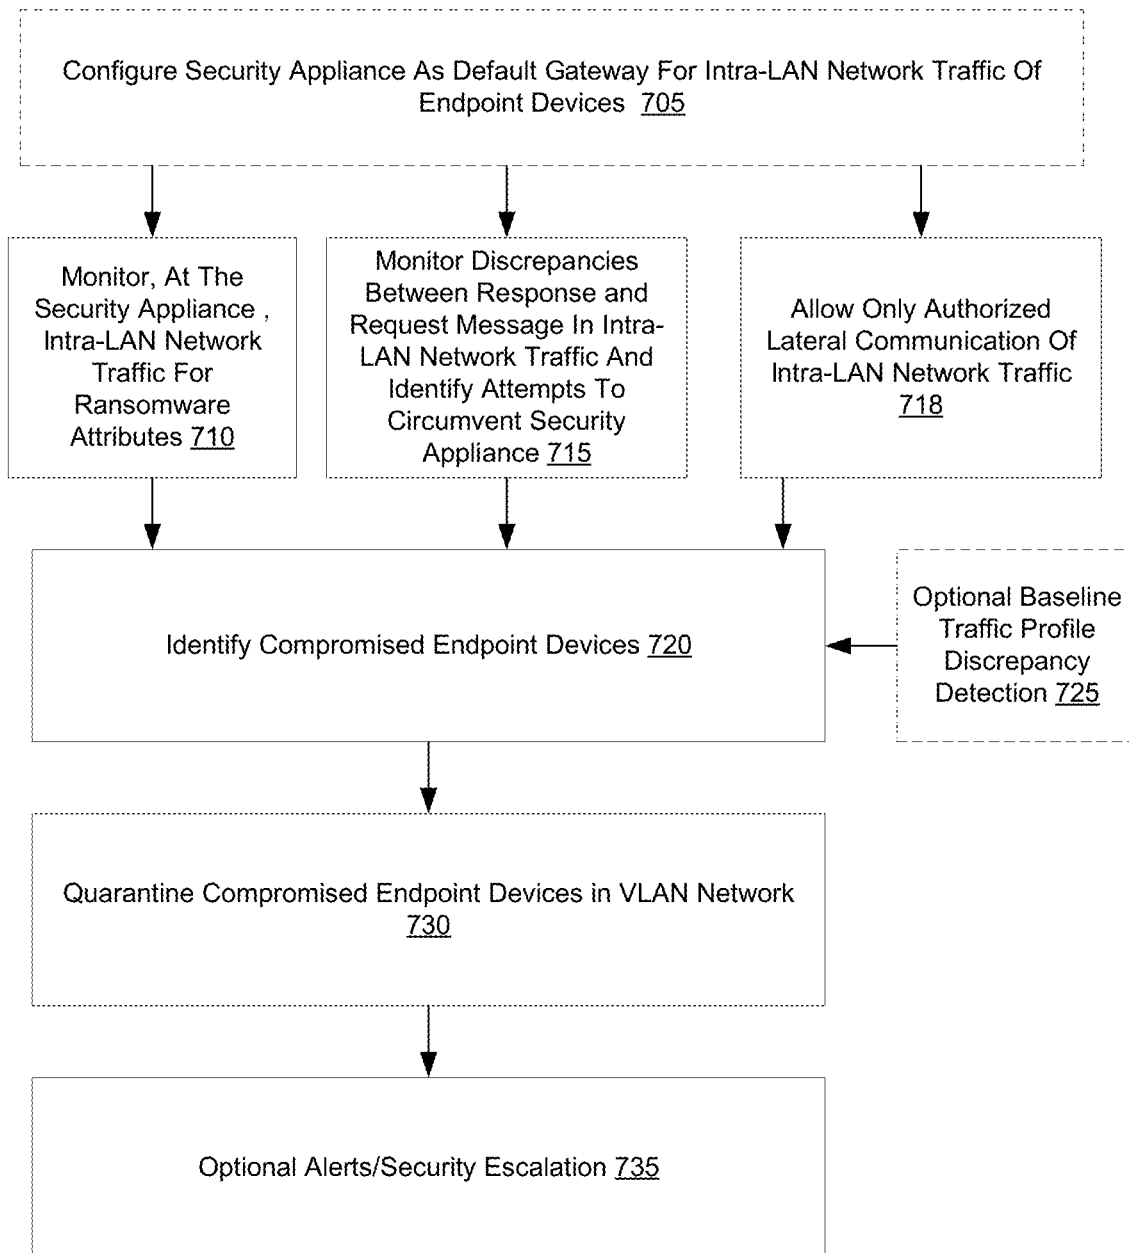 Configure Security Appliance As Default Gateway For Intra-LAN Network Traffic Of
Endpoint Devices 705
Monitor, At The
Security Appliance ,
Intra-LAN Network
Traffic For
Ransomware
Attributes 710
Monitor Discrepancies
Between Response and
Request Message In Intra-
LAN Network Traffic And
Identify Attempts To
Circumvent Security
Appliance 715
Allow Only Authorized
Lateral Communication Of
Intra-LAN Network Traffic
718
Identify Compromised Endpoint Devices 720
Optional Baseline
Traffic Profile
Discrepancy
Detection 725
Quarantine Compromised Endpoint Devices in VLAN Network
730
Optional Alerts/Security Escalation 735